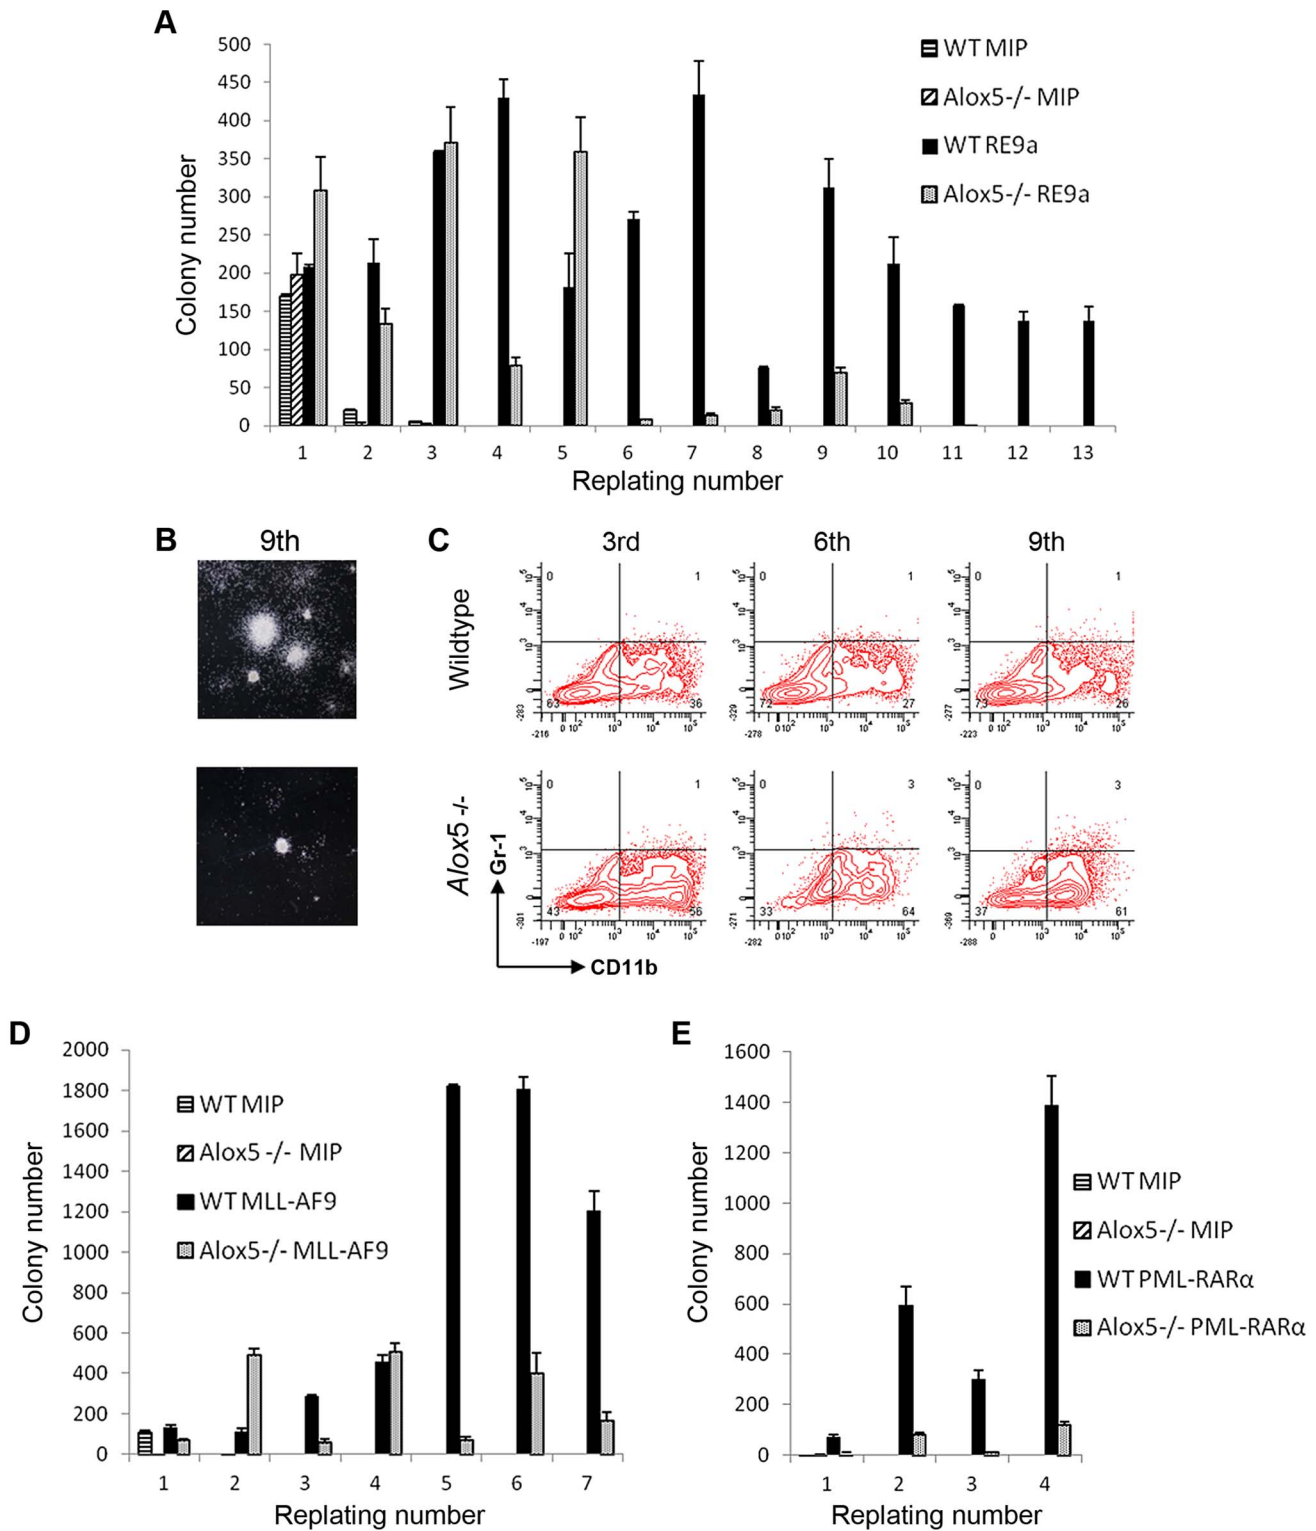 A
500
450
400
350
300
250
200
150
100
50
0
Colony number
WT MIP
Alox5-/- MIP
WT RE9a
Alox5-/- RE9a
1 2 3 4 5 6 7 8 9 10 11 12 13
Replating number
B
9th
C
3rd 6th 9th
Wildtype
0 1
63 36
0 1
72 27
0 1
73 26
Alox5 -/-
0 1
43 56
0 3
33 64
0 3
37 61
Gr-1
CD11b
D
2000
1800
1600
1400
1200
1000
800
600
400
200
0
Colony number
WT MIP
Alox5 -/- MIP
WT MLL-AF9
Alox5-/- MLL-AF9
1 2 3 4 5 6 7
Replating number
E
1600
1400
1200
1000
800
600
400
200
0
Colony number
WT MIP
Alox5-/- MIP
WT PML-RARα
Alox5-/- PML-RARα
1 2 3 4
Replating number